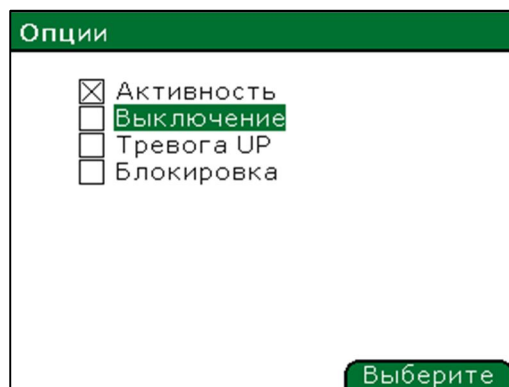 Опции
Активность
Выключение
Тревога UP
Блокировка
Выберите